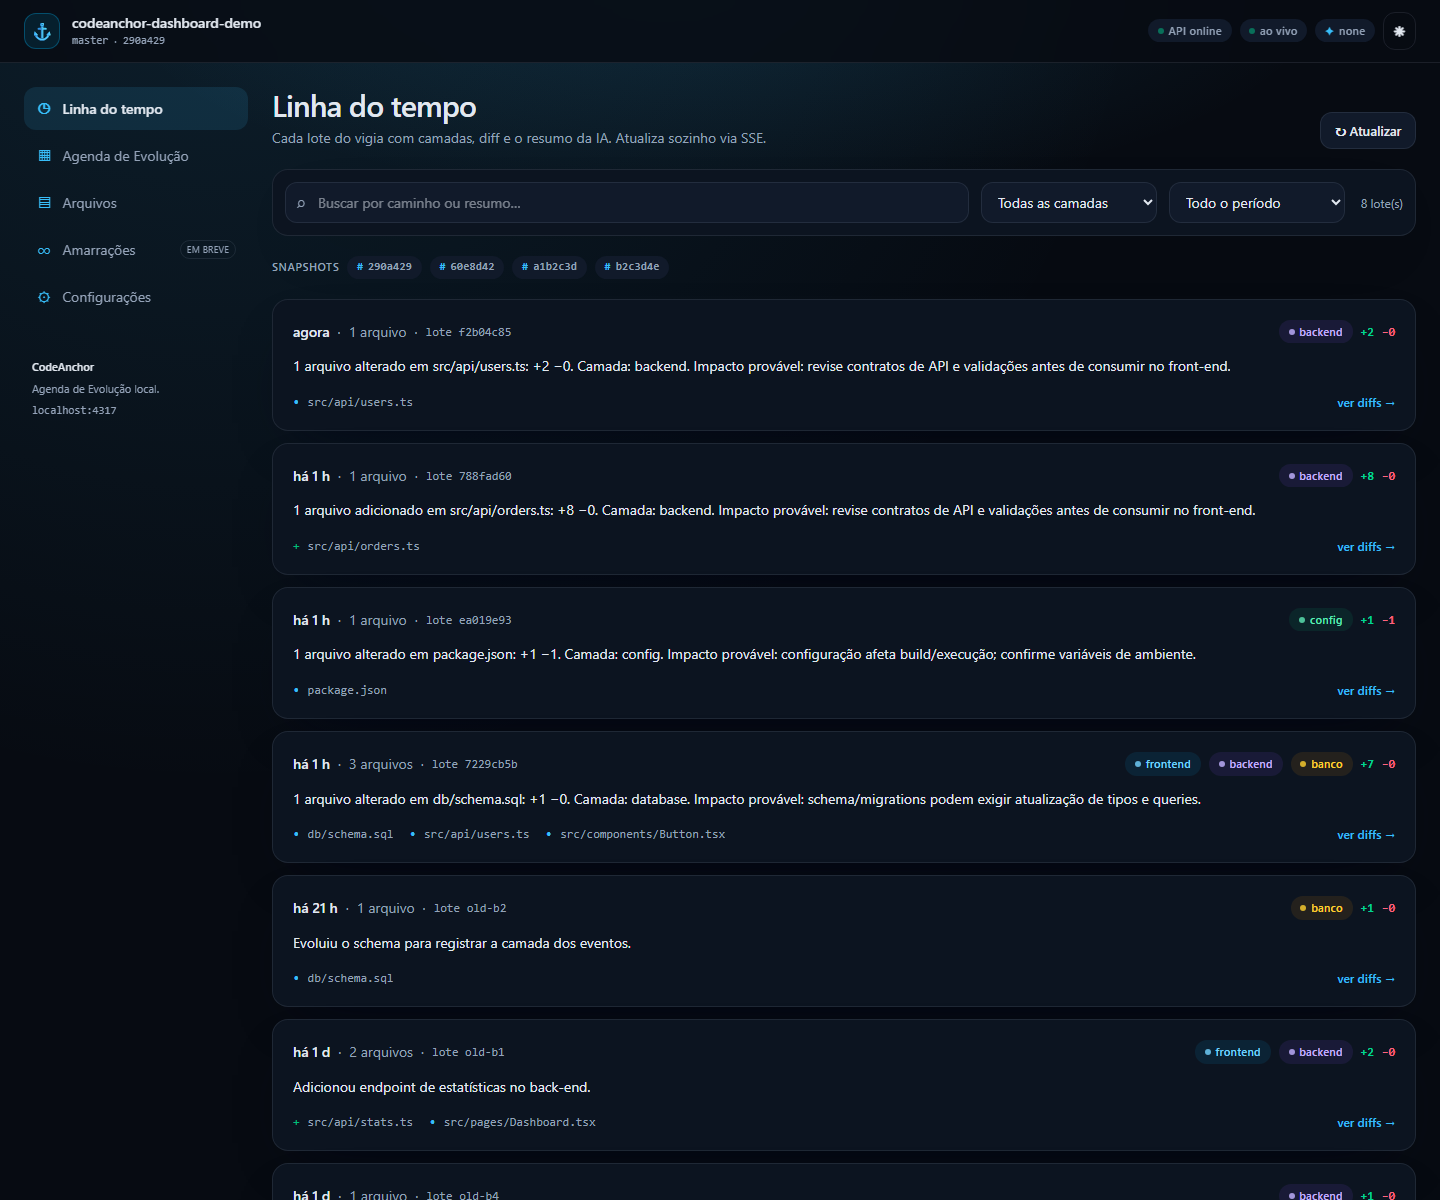 codeanchor-dashboard-demo
master · 290a429
API online
ao vivo
none
Linha do tempo
Agenda de Evolução
Arquivos
Amarrações
EM BREVE
Configurações
CodeAnchor
Agenda de Evolução local.
localhost:4317
Linha do tempo
Cada lote do vigia com camadas, diff e o resumo da IA. Atualiza sozinho via SSE.
↻ Atualizar
Buscar por caminho ou resumo...
Todas as camadas
Todo o período
8 lote(s)
SNAPSHOTS # 290a429 # 60e8d42 # a1b2c3d # b2c3d4e
agora · 1 arquivo · lote f2b04c85 backend +2 −0
1 arquivo alterado em src/api/users.ts: +2 −0. Camada: backend. Impacto provável: revise contratos de API e validações antes de consumir no front-end.
• src/api/users.ts ver diffs →
há 1 h · 1 arquivo · lote 788fad60 backend +8 −0
1 arquivo adicionado em src/api/orders.ts: +8 −0. Camada: backend. Impacto provável: revise contratos de API e validações antes de consumir no front-end.
+ src/api/orders.ts ver diffs →
há 1 h · 1 arquivo · lote ea019e93 config +1 −1
1 arquivo alterado em package.json: +1 −1. Camada: config. Impacto provável: configuração afeta build/execução; confirme variáveis de ambiente.
• package.json ver diffs →
há 1 h · 3 arquivos · lote 7229cb5b frontend backend banco +7 −0
1 arquivo alterado em db/schema.sql: +1 −0. Camada: database. Impacto provável: schema/migrations podem exigir atualização de tipos e queries.
• db/schema.sql • src/api/users.ts • src/components/Button.tsx ver diffs →
há 21 h · 1 arquivo · lote old-b2 banco +1 −0
Evoluiu o schema para registrar a camada dos eventos.
• db/schema.sql ver diffs →
há 1 d · 2 arquivos · lote old-b1 frontend backend +2 −0
Adicionou endpoint de estatísticas no back-end.
+ src/api/stats.ts • src/pages/Dashboard.tsx ver diffs →
há 1 d · 1 arquivo · lote old-b4 backend +1 −0